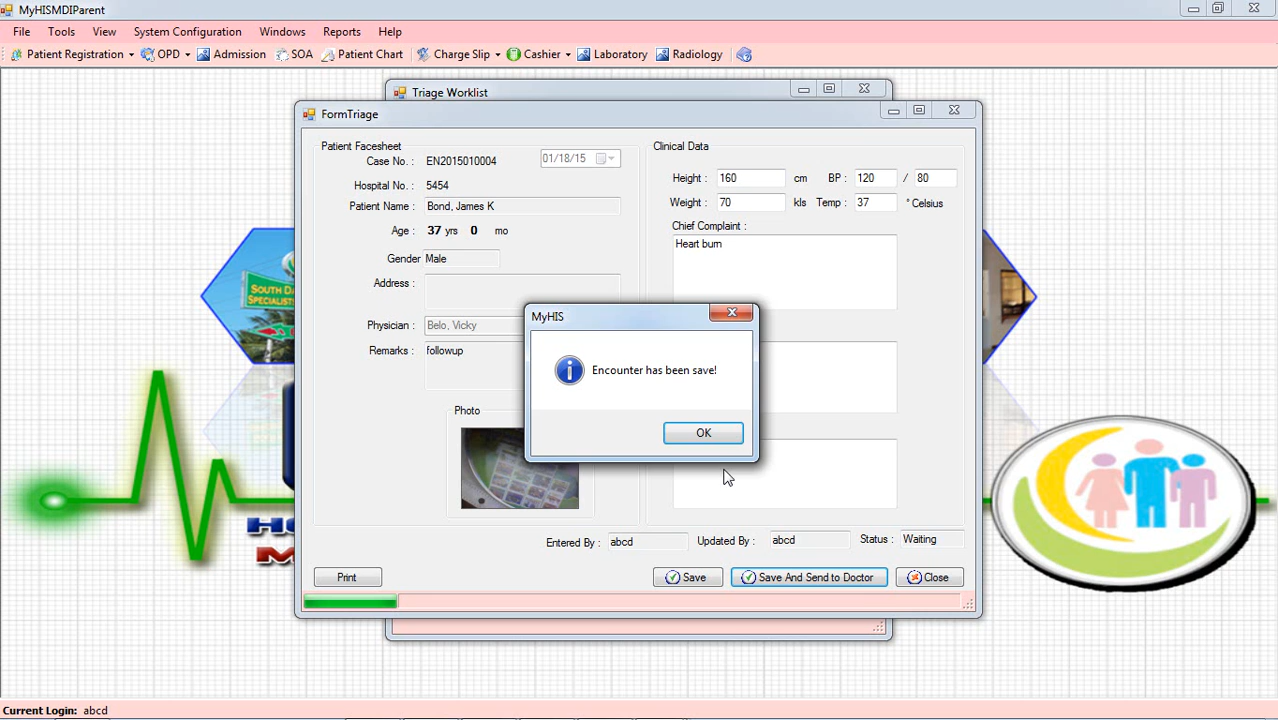 MyHISMDIParent
File Tools View System Configuration Windows Reports Help
Patient Registration OPD Admission SOA Patient Chart Charge Slip Cashier Laboratory Radiology
Triage Worklist
FormTriage
Patient Facesheet
Case No. : EN2015010004 01/18/15
Hospital No. : 5454
Patient Name : Bond, James K
Age : 37 yrs 0 mo
Gender Male
Address :
Physician : Belo, Vicky
Remarks : followup
Photo
Clinical Data
Height : 160 cm BP : 120 / 80
Weight : 70 kls Temp : 37 ° Celsius
Chief Complaint :
Heart burn
MyHIS
Encounter has been save!
OK
Entered By : abcd Updated By : abcd Status : Waiting
Print Save Save And Send to Doctor Close
SOUTH DA
SPECIALISTS
Current Login: abcd